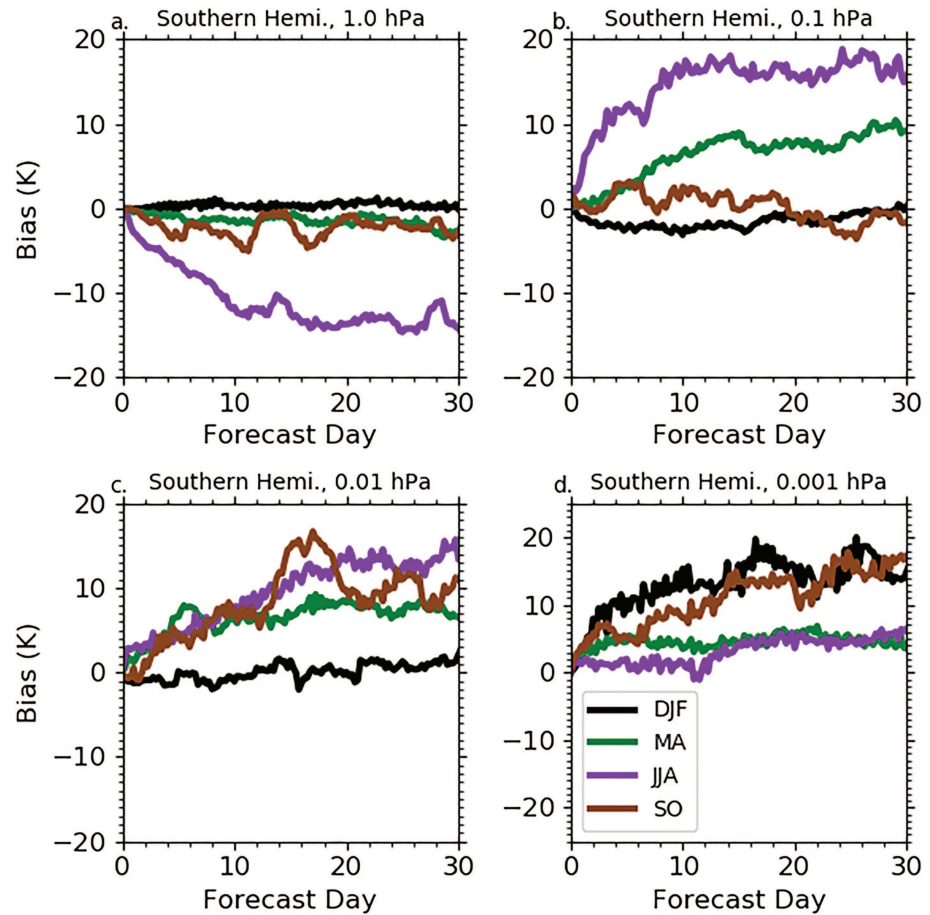 a. Southern Hemi., 1.0 hPa
20
10
0
−10
−20
Bias (K)
0 10 20 30
Forecast Day
b. Southern Hemi., 0.1 hPa
20
10
0
−10
−20
0 10 20 30
Forecast Day
c. Southern Hemi., 0.01 hPa
20
10
0
−10
−20
Bias (K)
0 10 20 30
Forecast Day
d. Southern Hemi., 0.001 hPa
20
10
0
−10
−20
DJF
MA
JJA
SO
0 10 20 30
Forecast Day